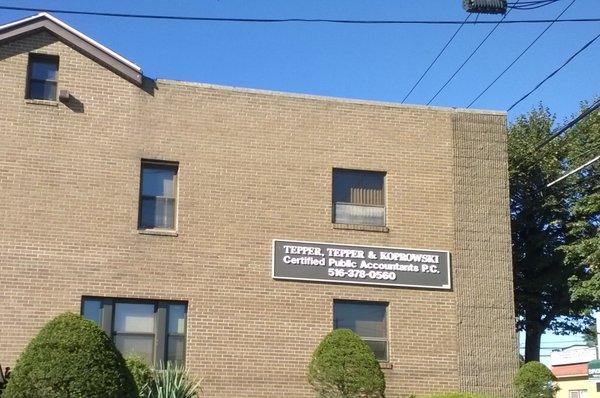 TEPPER, TEPPER & KOPROWSKI
Certified Public Accountants P.C.
516-378-0560